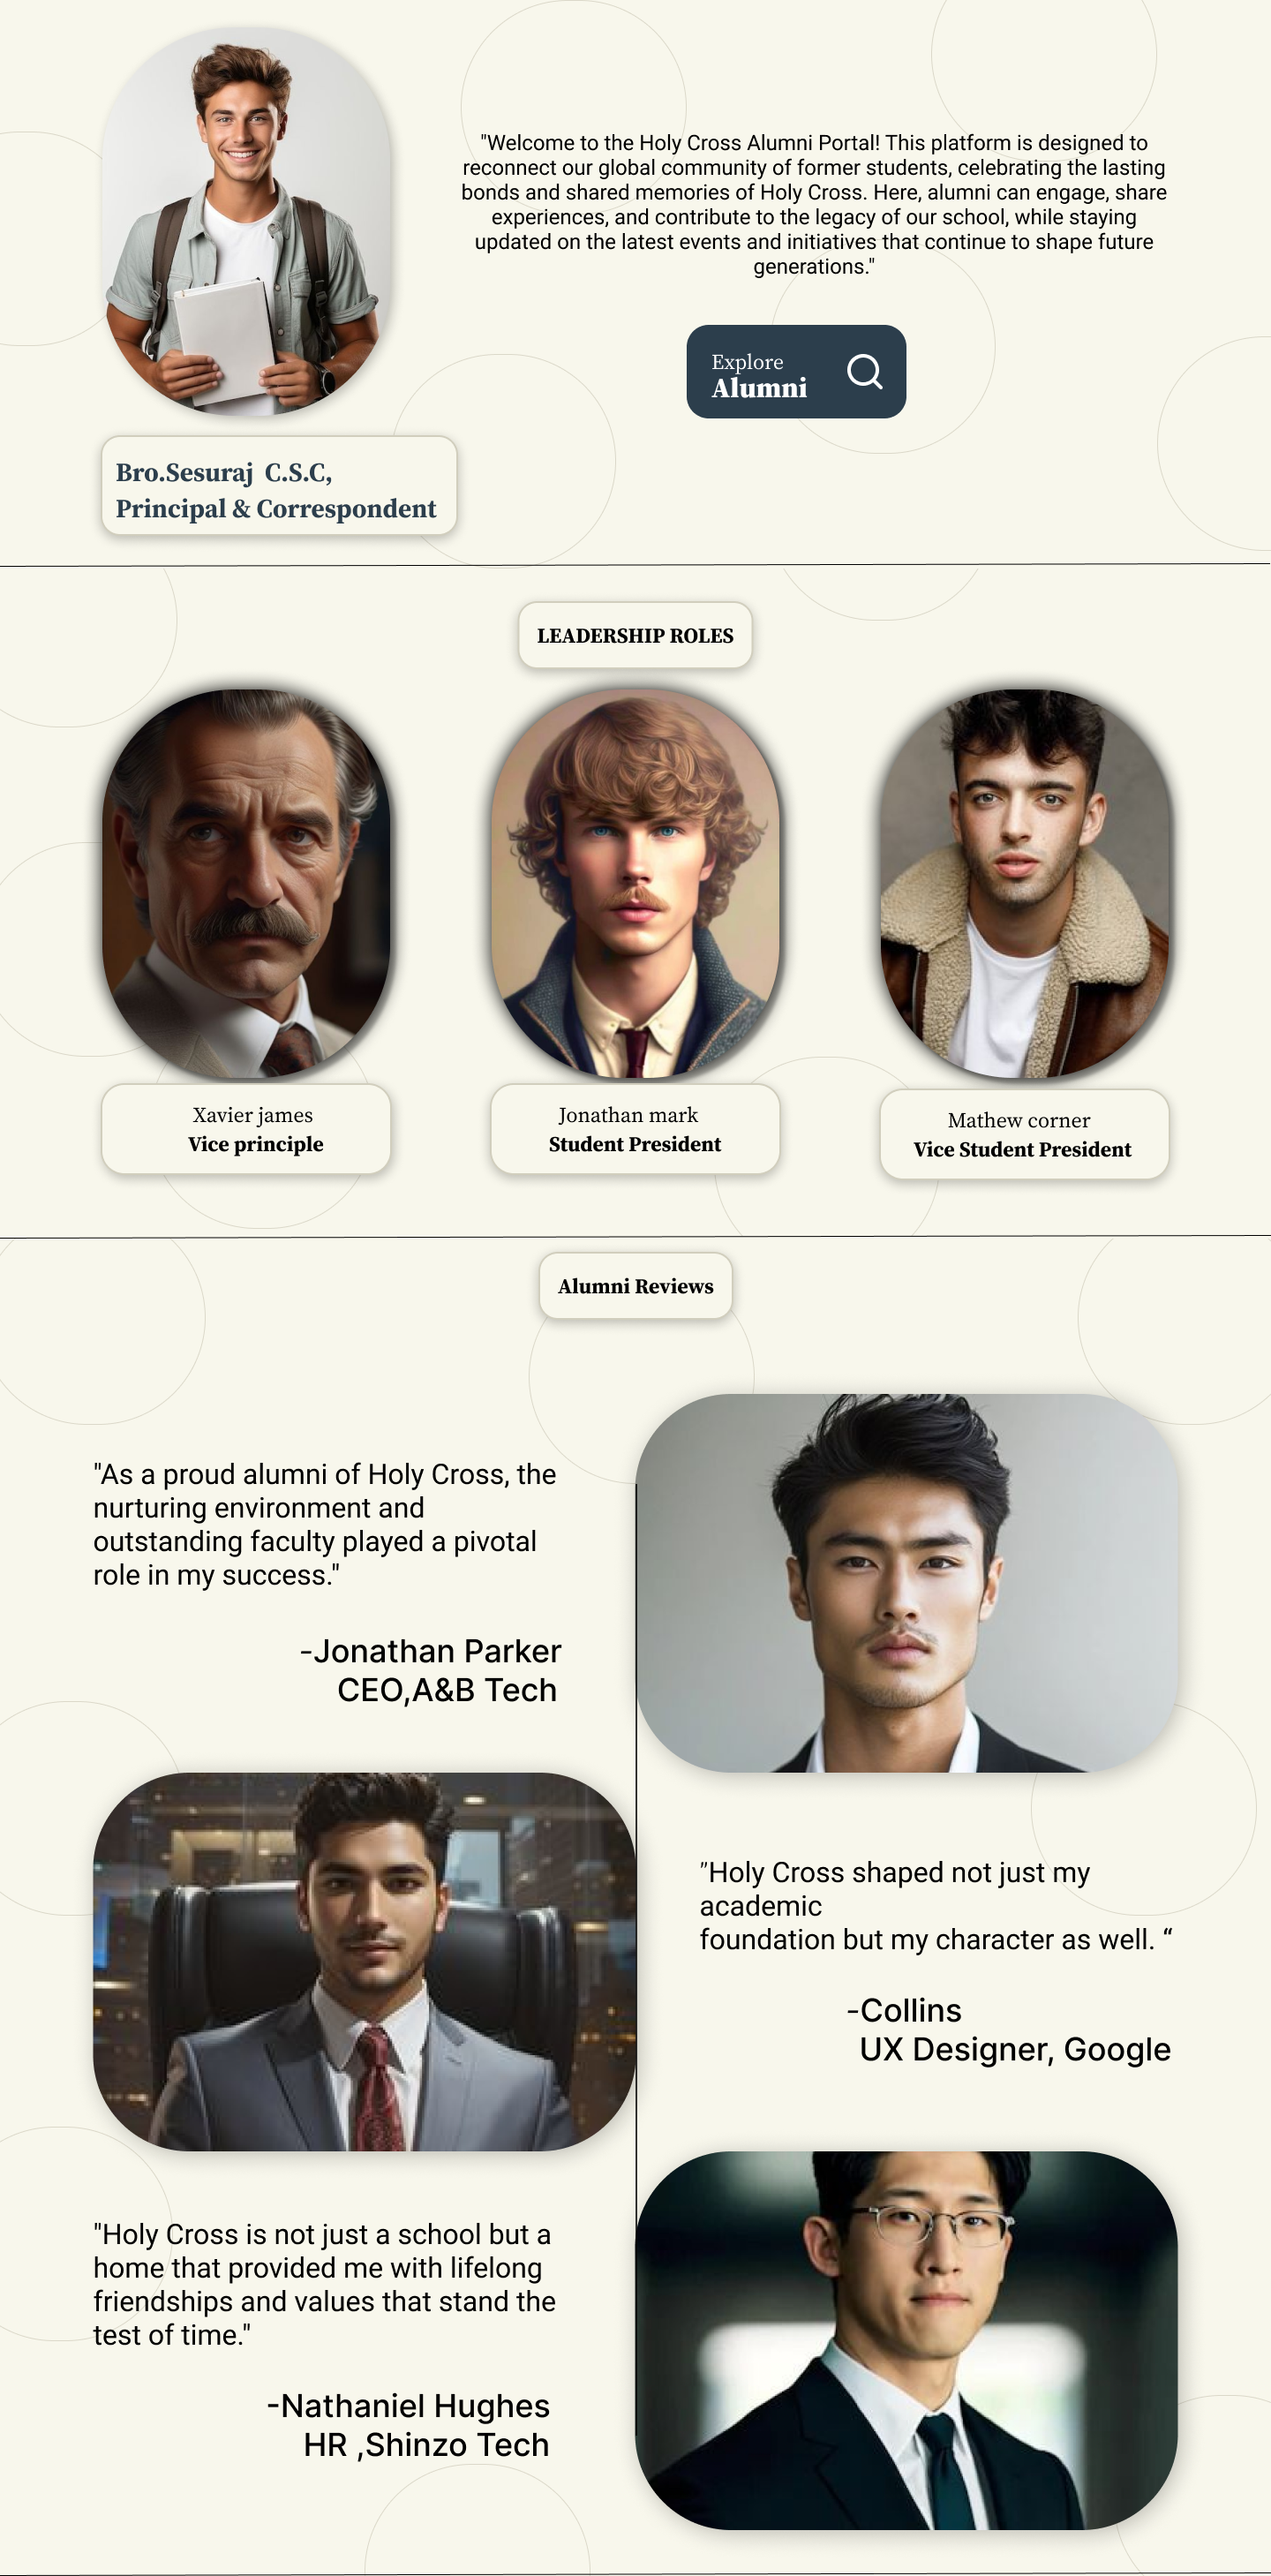 "Welcome to the Holy Cross Alumni Portal! This platform is designed to
reconnect our global community of former students, celebrating the lasting
bonds and shared memories of Holy Cross. Here, alumni can engage, share
experiences, and contribute to the legacy of our school, while staying
updated on the latest events and initiatives that continue to shape future
generations."
Explore
Alumni
Bro.Sesuraj C.S.C,
Principal & Correspondent
LEADERSHIP ROLES
Xavier james
Vice principle
Jonathan mark
Student President
Mathew corner
Vice Student President
Alumni Reviews
"As a proud alumni of Holy Cross, the
nurturing environment and
outstanding faculty played a pivotal
role in my success."
-Jonathan Parker
CEO,A&B Tech
"Holy Cross shaped not just my
academic
foundation but my character as well. “
-Collins
UX Designer, Google
"Holy Cross is not just a school but a
home that provided me with lifelong
friendships and values that stand the
test of time."
-Nathaniel Hughes
HR ,Shinzo Tech